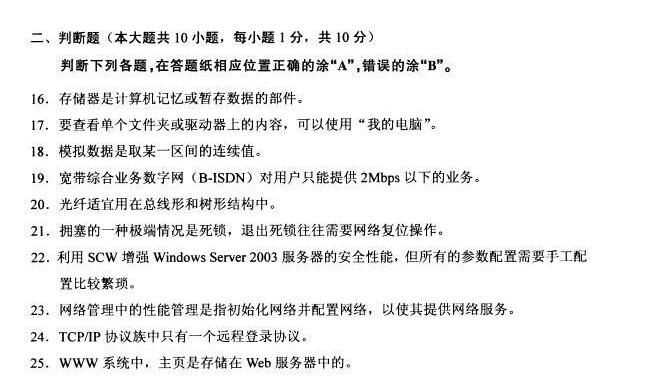 二、判断题（本大题共 10 小题，每小题 1 分，共 10 分）
判断下列各题,在答题纸相应位置正确的涂“A”,错误的涂“B”。
16．存储器是计算机记忆或暂存数据的部件。
17．要查看单个文件夹或驱动器上的内容，可以使用“我的电脑”。
18．模拟数据是取某一区间的连续值。
19．宽带综合业务数字网（B-ISDN）对用户只能提供 2Mbps 以下的业务。
20．光纤适宜用在总线形和树形结构中。
21．拥塞的一种极端情况是死锁，退出死锁往往需要网络复位操作。
22．利用 SCW 增强 Windows Server 2003 服务器的安全性能，但所有的参数配置需要手工配
置比较繁琐。
23．网络管理中的性能管理是指初始化网络并配置网络，以使其提供网络服务。
24．TCP/IP 协议族中只有一个远程登录协议。
25．WWW 系统中，主页是存储在 Web 服务器中的。